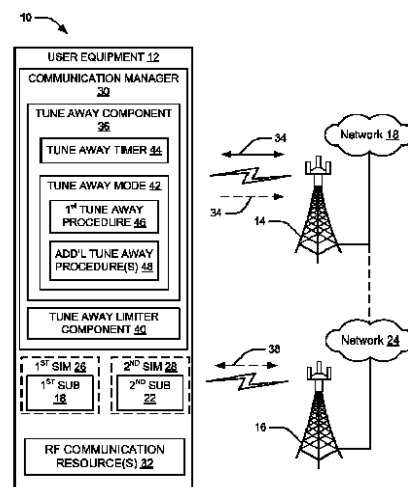 10
USER EQUIPMENT 12
COMMUNICATION MANAGER
30
TUNE AWAY COMPONENT
36
TUNE AWAY TIMER 44
TUNE AWAY MODE 42
1ST TUNE AWAY
PROCEDURE 46
ADD'L TUNE AWAY
PROCEDURE(S) 48
TUNE AWAY LIMITER
COMPONENT 40
1ST SIM 26
1ST SUB
18
2ND SIM 28
2ND SUB
22
RF COMMUNICATION
RESOURCE(S) 32
34
34
14
Network 18
38
16
Network 24